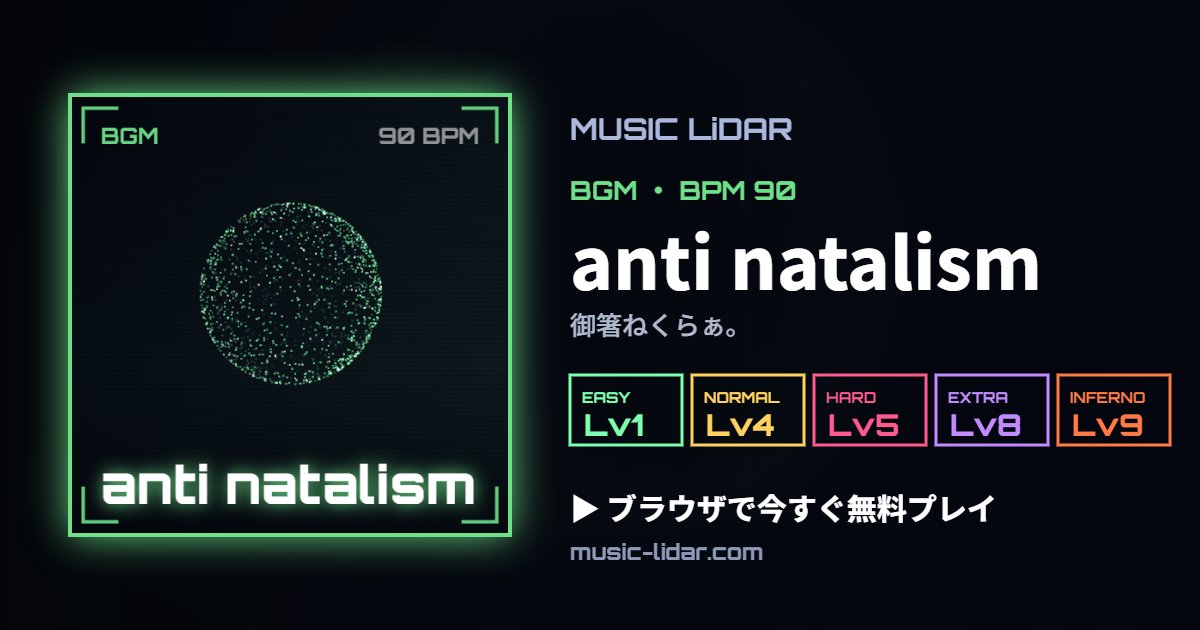 BGM
90 BPM
anti natalism
MUSIC LiDAR
BGM ・ BPM 90
anti natalism
御箸ねくらぁ。
EASY
Lv1
NORMAL
Lv4
HARD
Lv5
EXTRA
Lv8
INFERNO
Lv9
▶ ブラウザで今すぐ無料プレイ
music-lidar.com